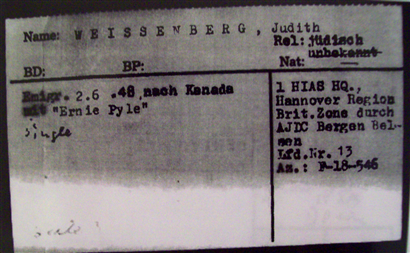 Name: WEISSENBERG, Judith
Rel: jüdisch
unbekannt
BD: BP: Nat:
Emigr. 2.6 .48 nach Kanada
mit "Ernie Pyle"
single
1 HIAS HQ.,
Hannover Region
Brit.Zone durch
AJDC Bergen Bel-
sen
Lfd.Nr. 13
An.: F-18-546